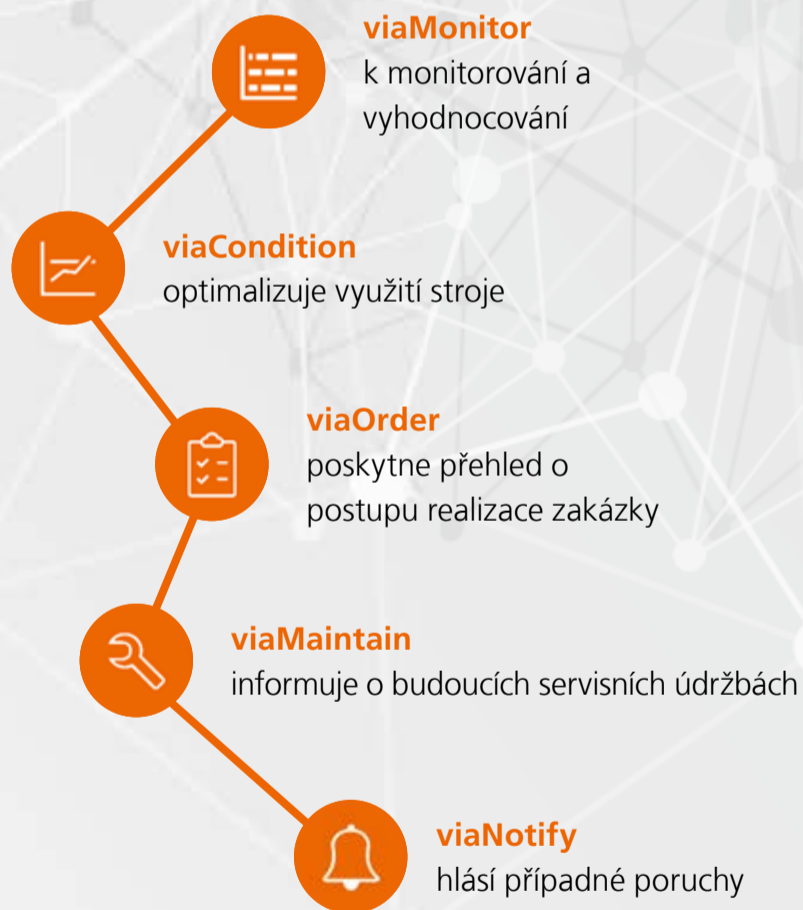 viaMonitor
k monitorování a
vyhodnocování
viaCondition
optimalizuje využití stroje
viaOrder
poskytne přehled o
postupu realizace zakázky
viaMaintain
informuje o budoucích servisních údržbách
viaNotify
hlásí případné poruchy